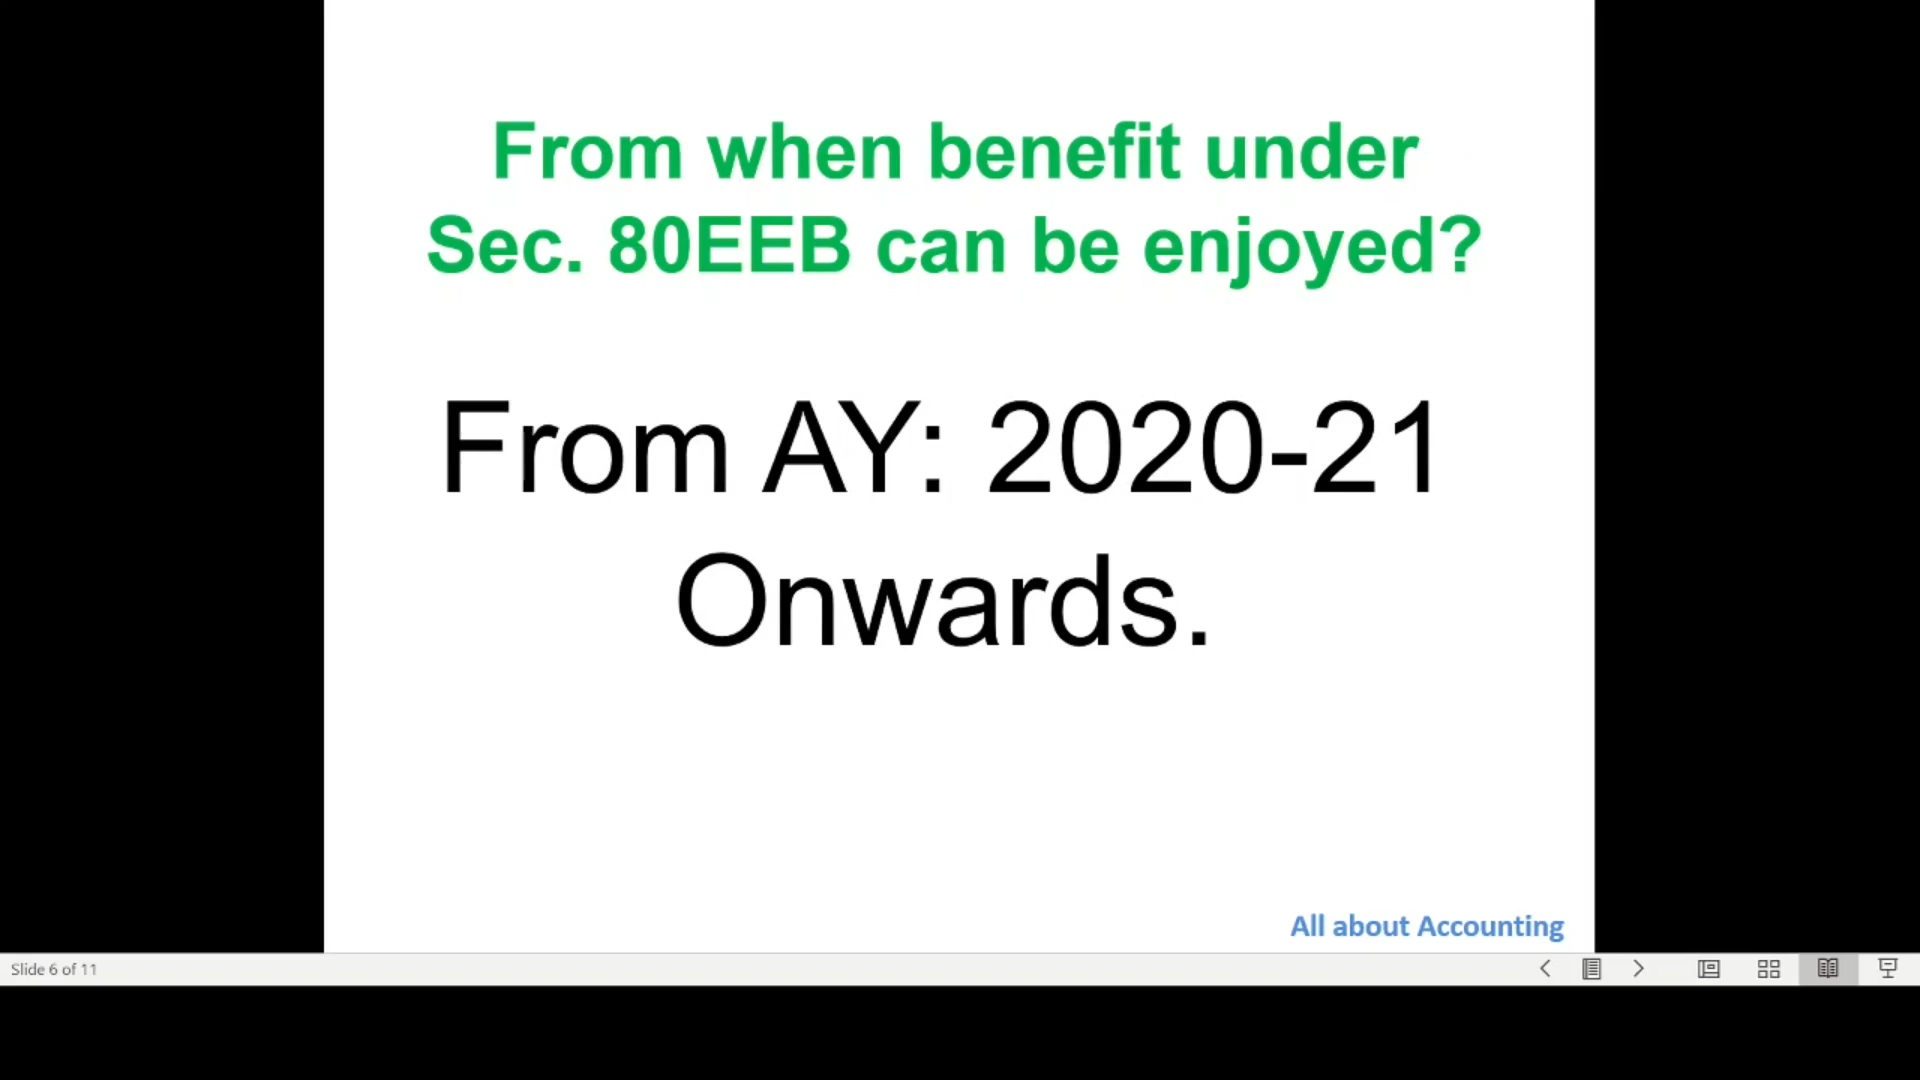 From when benefit under
Sec. 80EEB can be enjoyed?
From AY: 2020-21
Onwards.
All about Accounting
Slide 6 of 11